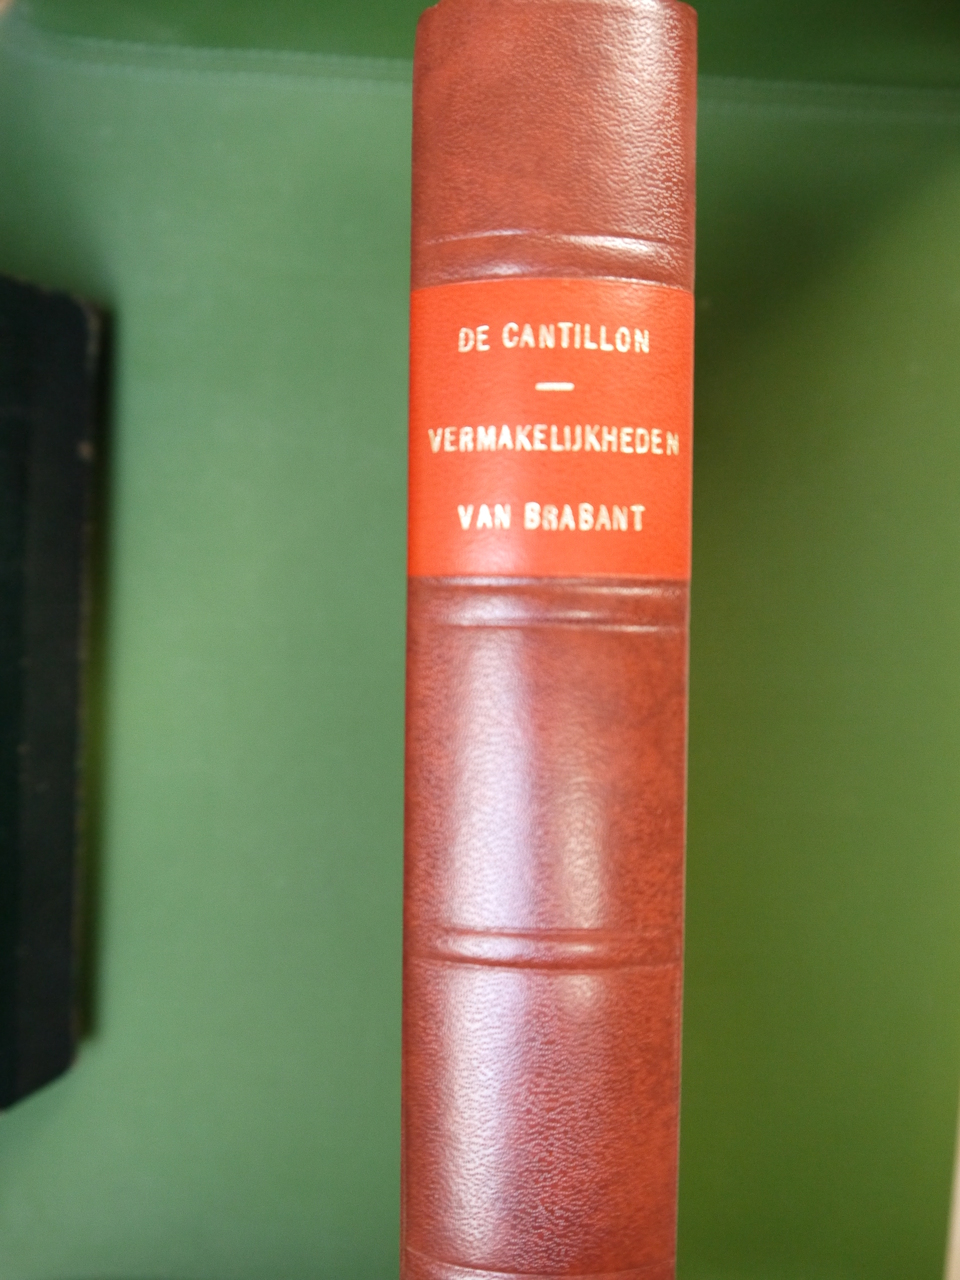 DE CANTILLON
VERMAKELIJKHEDEN
VAN BRABANT